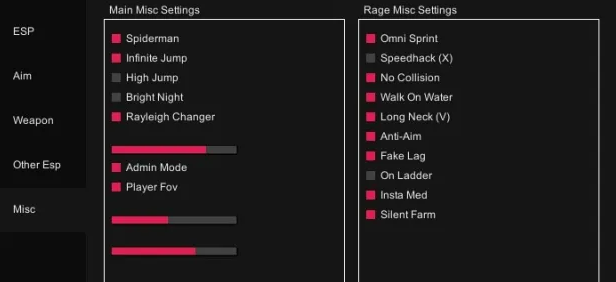 ESP
Aim
Weapon
Other Esp
Misc
Main Misc Settings
Spiderman
Infinite Jump
High Jump
Bright Night
Rayleigh Changer
Admin Mode
Player Fov
Rage Misc Settings
Omni Sprint
Speedhack (X)
No Collision
Walk On Water
Long Neck (V)
Anti-Aim
Fake Lag
On Ladder
Insta Med
Silent Farm